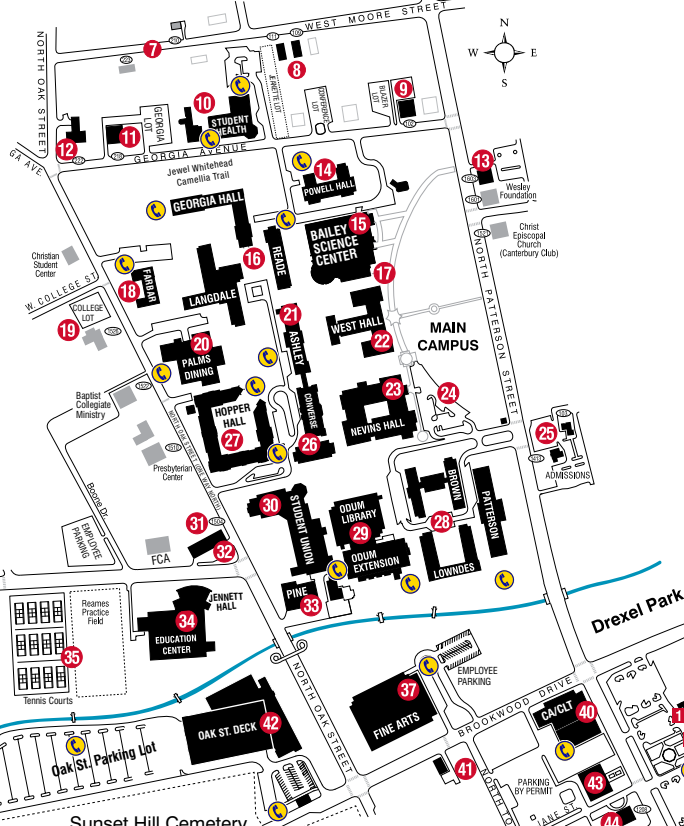 WEST MOORE STREET
N
W
E
S
NORTH OAK STREET
7
8
JEANETTE LOT
CONFERENCE LOT
BLAZER LOT
9
10
STUDENT
HEALTH
GEORGIA
LOT
11
12
GEORGIA AVENUE
GA AVE.
Jewel Whitehead
Camellia Trail
14
POWELL HALL
13
Wesley
Foundation
GEORGIA HALL
15
BAILEY
SCIENCE
CENTER
Christ
Episcopal
Church
(Canterbury Club)
Christian
Student
Center
16
READE
17
18
FARBAR
LANGDALE
W. COLLEGE ST.
COLLEGE
LOT
19
21
ASHLEY
WEST HALL
22
MAIN
CAMPUS
NORTH PATTERSON STREET
20
PALMS
DINING
Baptist
Collegiate
Ministry
HOPPER
HALL
27
CONVERSE
26
23
NEVINS HALL
24
25
ADMISSIONS
Presbyterian
Center
Boone Dr.
EMPLOYEE
PARKING
30
STUDENT UNION
ODUM
LIBRARY
29
ODUM
EXTENSION
BROWN
28
PATTERSON
LOWNDES
31
32
FCA
PINE
33
JENNETT
HALL
34
EDUCATION
CENTER
Reames
Practice
Field
35
Tennis Courts
Drexel Park
37
FINE ARTS
EMPLOYEE
PARKING
BROOKWOOD DRIVE
CA/CLT
40
42
OAK ST. DECK
NORTH OAK STREET
Oak St. Parking Lot
41
PARKING
BY PERMIT
43
44
Sunset Hill Cemetery